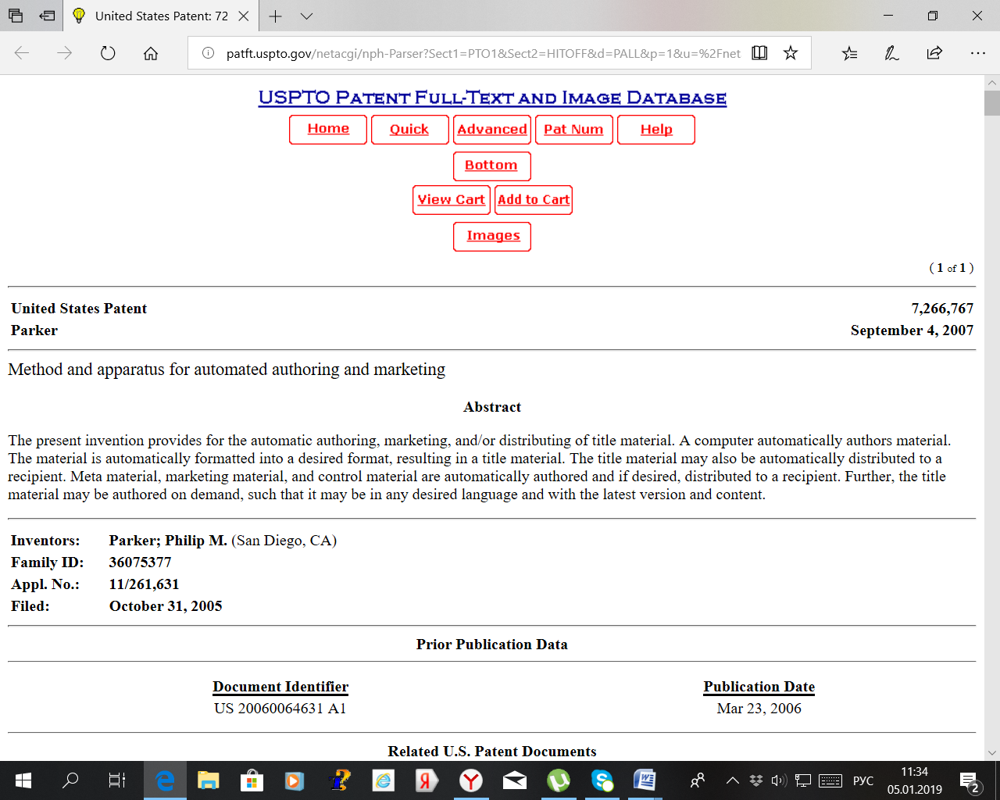 United States Patent: 72
patft.uspto.gov/netacgi/nph-Parser?Sect1=PTO1&Sect2=HITOFF&d=PALL&p=1&u=%2Fnet
USPTO Patent Full-Text and Image Database
Home Quick Advanced Pat Num Help
Bottom
View Cart Add to Cart
Images
( 1 of 1 )
United States Patent 7,266,767
Parker September 4, 2007
Method and apparatus for automated authoring and marketing
Abstract
The present invention provides for the automatic authoring, marketing, and/or distributing of title material. A computer automatically authors material.
The material is automatically formatted into a desired format, resulting in a title material. The title material may also be automatically distributed to a
recipient. Meta material, marketing material, and control material are automatically authored and if desired, distributed to a recipient. Further, the title
material may be authored on demand, such that it may be in any desired language and with the latest version and content.
Inventors: Parker; Philip M. (San Diego, CA)
Family ID: 36075377
Appl. No.: 11/261,631
Filed: October 31, 2005
Prior Publication Data
Document Identifier Publication Date
US 20060064631 A1 Mar 23, 2006
Related U.S. Patent Documents
РУС
11:34
05.01.2019
2